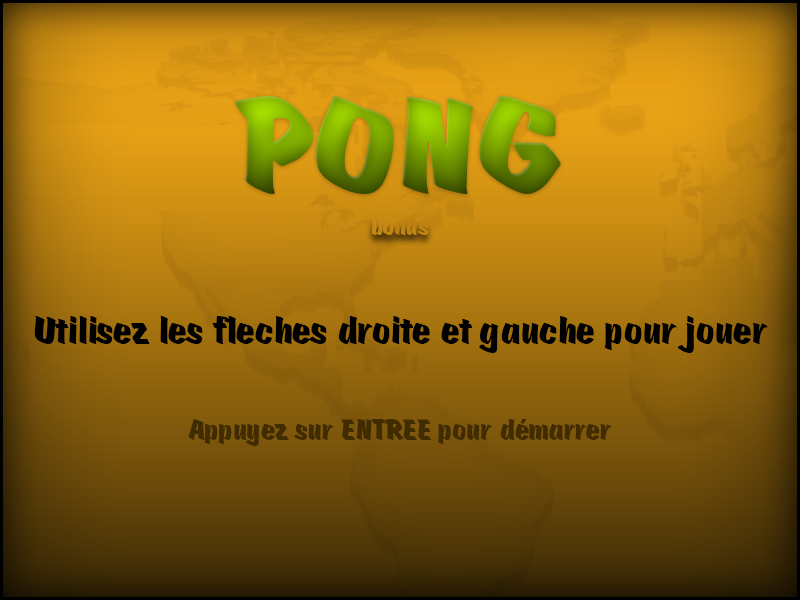 PONG
bonus
Utilisez les fleches droite et gauche pour jouer
Appuyez sur ENTREE pour démarrer